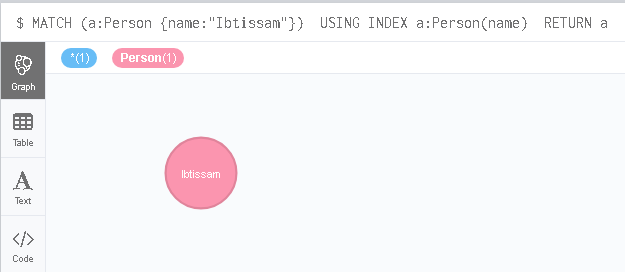 $ MATCH (a:Person {name:"Ibtissam"})  USING INDEX a:Person(name)  RETURN a
*(1) Person(1)
Graph
Table
Text
Code
Ibtissam